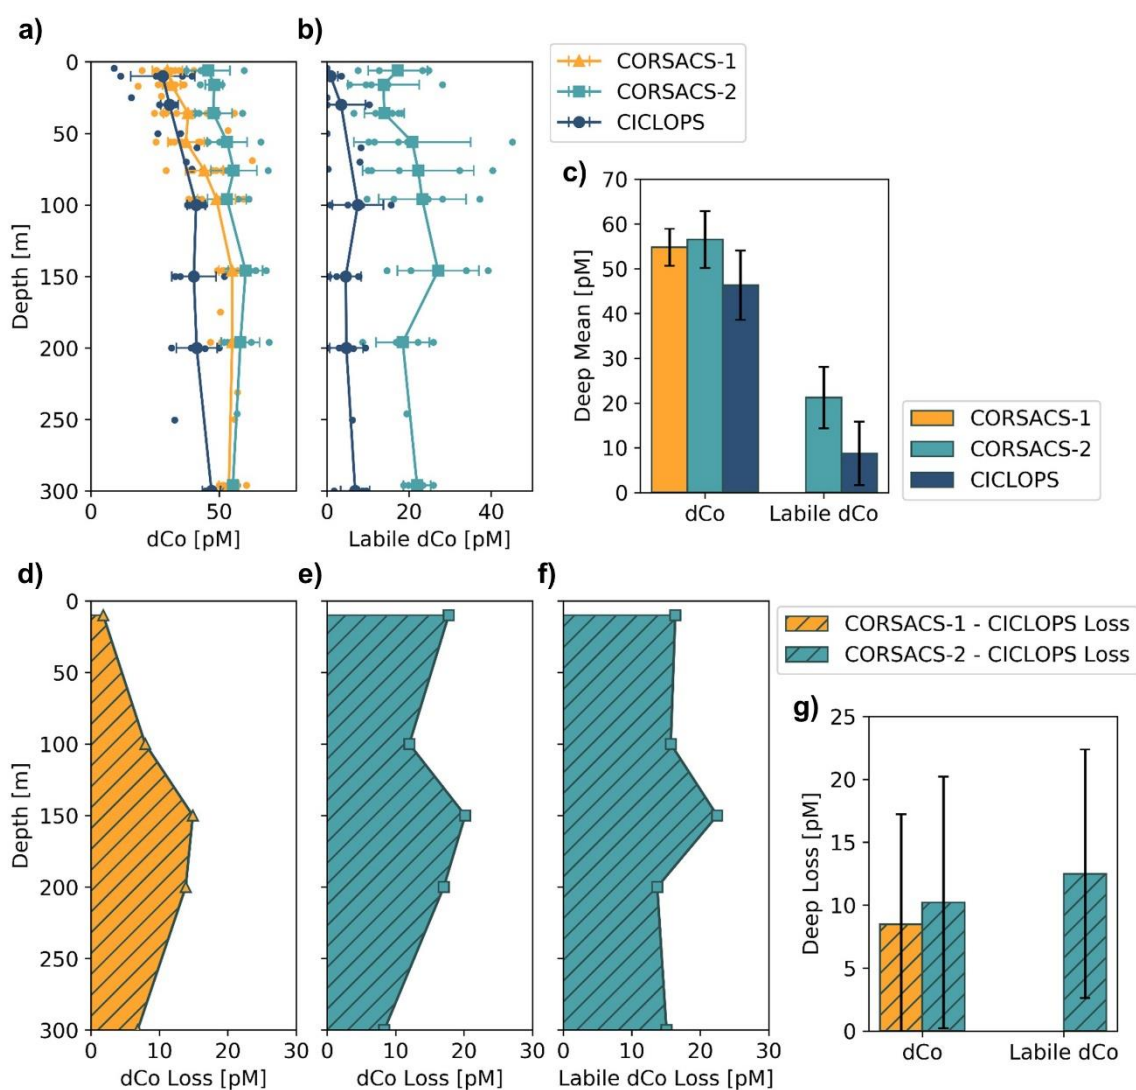 a)
0
50
100
150
200
250
300
Depth [m]
0 50
dCo [pM]
b)
0 20 40
Labile dCo [pM]
CORSACS-1
CORSACS-2
CICLOPS
c)
70
60
50
40
30
20
10
0
Deep Mean [pM]
dCo Labile dCo
CORSACS-1
CORSACS-2
CICLOPS
d)
0
50
100
150
200
250
300
Depth [m]
0 10 20 30
dCo Loss [pM]
e)
0 10 20 30
dCo Loss [pM]
f)
0 10 20 30
Labile dCo Loss [pM]
CORSACS-1 - CICLOPS Loss
CORSACS-2 - CICLOPS Loss
g)
25
20
15
10
5
0
Deep Loss [pM]
dCo Labile dCo